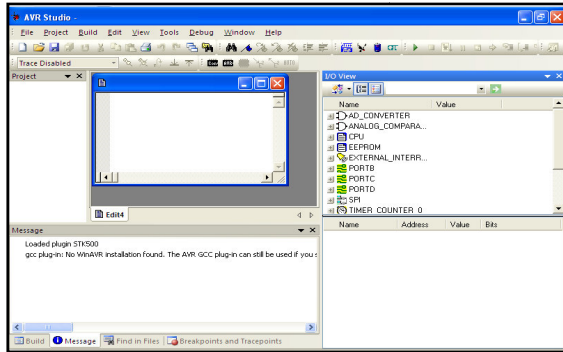 AVR Studio -
File Project Build Edit View Tools Debug Window Help
Trace Disabled
Project
Edit4
I/O View
Name Value
AD_CONVERTER
ANALOG_COMPARA...
CPU
EEPROM
EXTERNAL_INTERR...
PORTB
PORTC
PORTD
SPI
TIMER_COUNTER_0
Name Address Value Bits
Message
Loaded plugin STK500
gcc plug-in: No WinAVR installation found. The AVR GCC plug-in can still be used if you s
Build Message Find in Files Breakpoints and Tracepoints